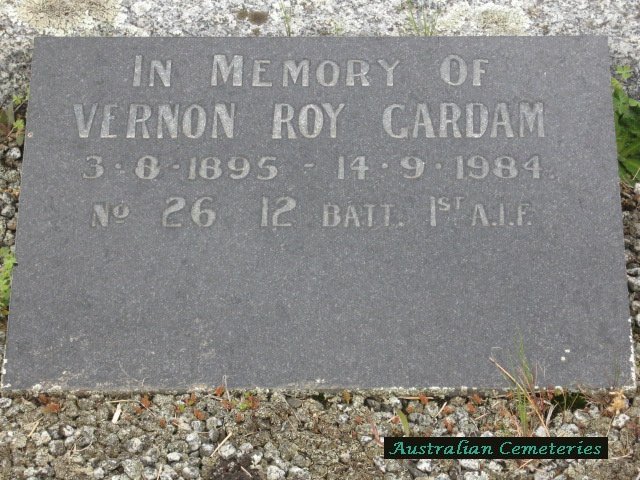 IN MEMORY OF
VERNON ROY GARDAM
3·8·1895 - 14·9·1984
No 26 12 BATT. 1ST A.I.F.
Australian Cemeteries